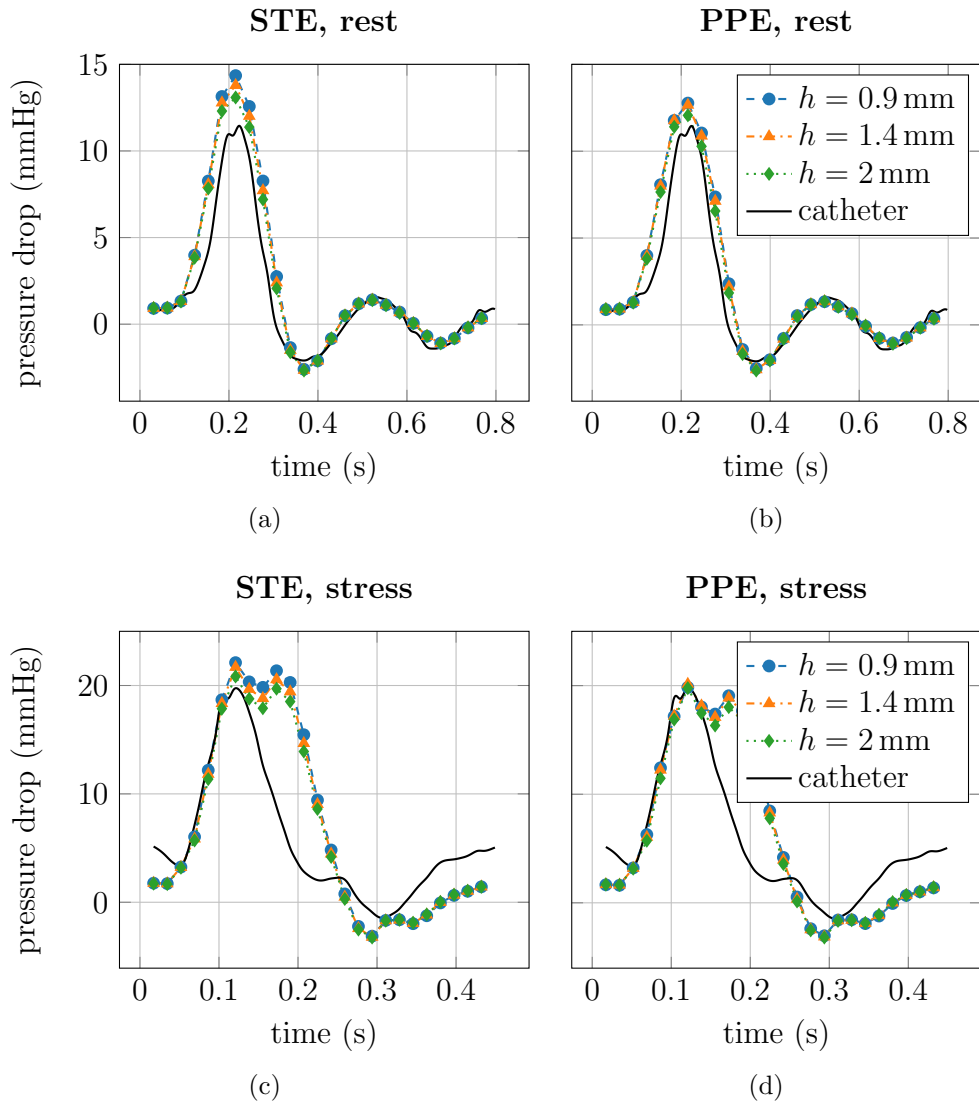 STE, rest
PPE, rest
pressure drop (mmHg)
15
10
5
0
0
0.2
0.4
0.6
0.8
time (s)
(a)
h = 0.9 mm
h = 1.4 mm
h = 2 mm
catheter
0
0.2
0.4
0.6
0.8
time (s)
(b)
STE, stress
PPE, stress
pressure drop (mmHg)
20
10
0
0
0.1
0.2
0.3
0.4
time (s)
(c)
h = 0.9 mm
h = 1.4 mm
h = 2 mm
catheter
0
0.1
0.2
0.3
0.4
time (s)
(d)